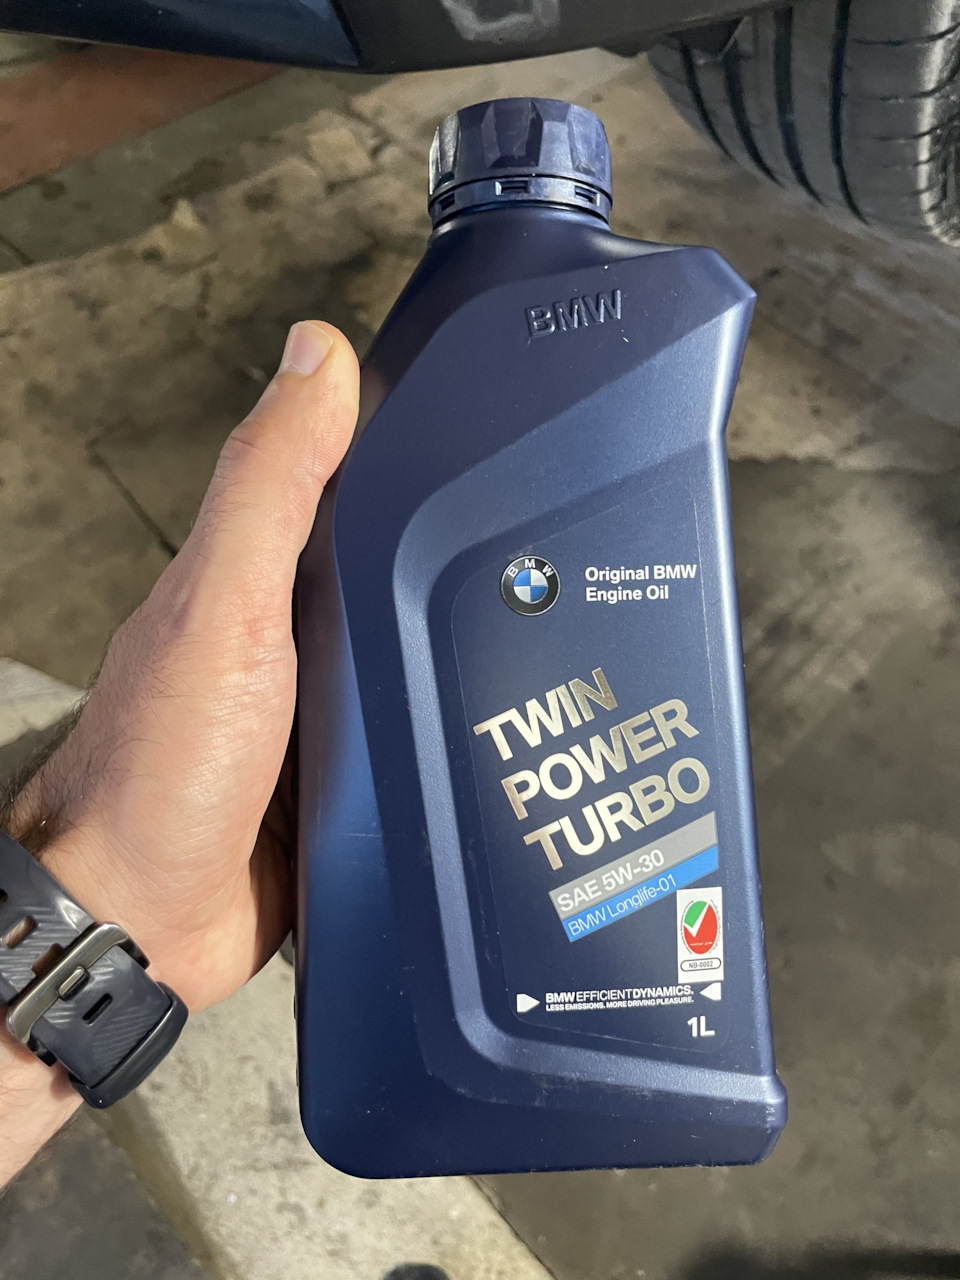 BMW
BMW
Original BMW
Engine Oil
TWIN
POWER
TURBO
SAE 5W-30
BMW Longlife-01
NB-0002
BMW EFFICIENTDYNAMICS.
LESS EMISSIONS. MORE DRIVING PLEASURE.
1L